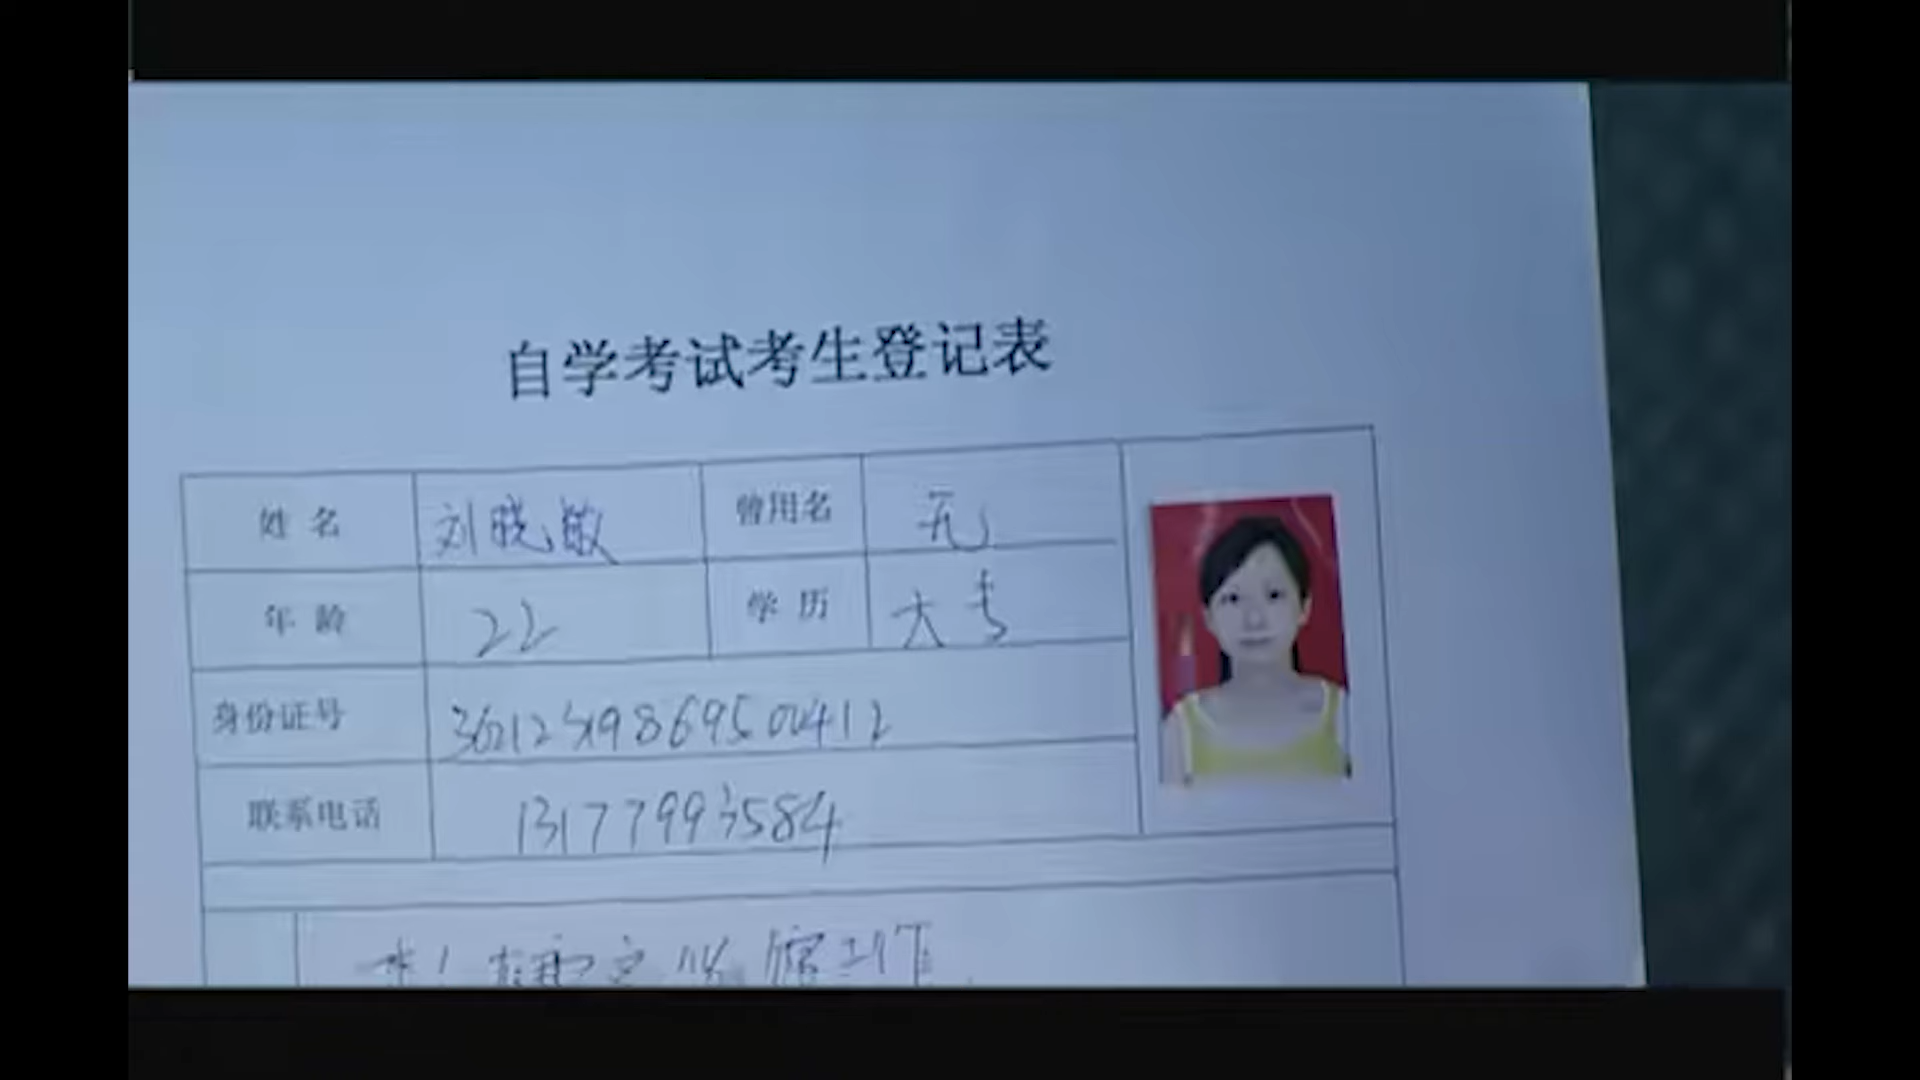 自学考试考生登记表
姓名 刘晓敏 曾用名 无
年龄 22 学历 大专
身份证号
联系电话 13177993584